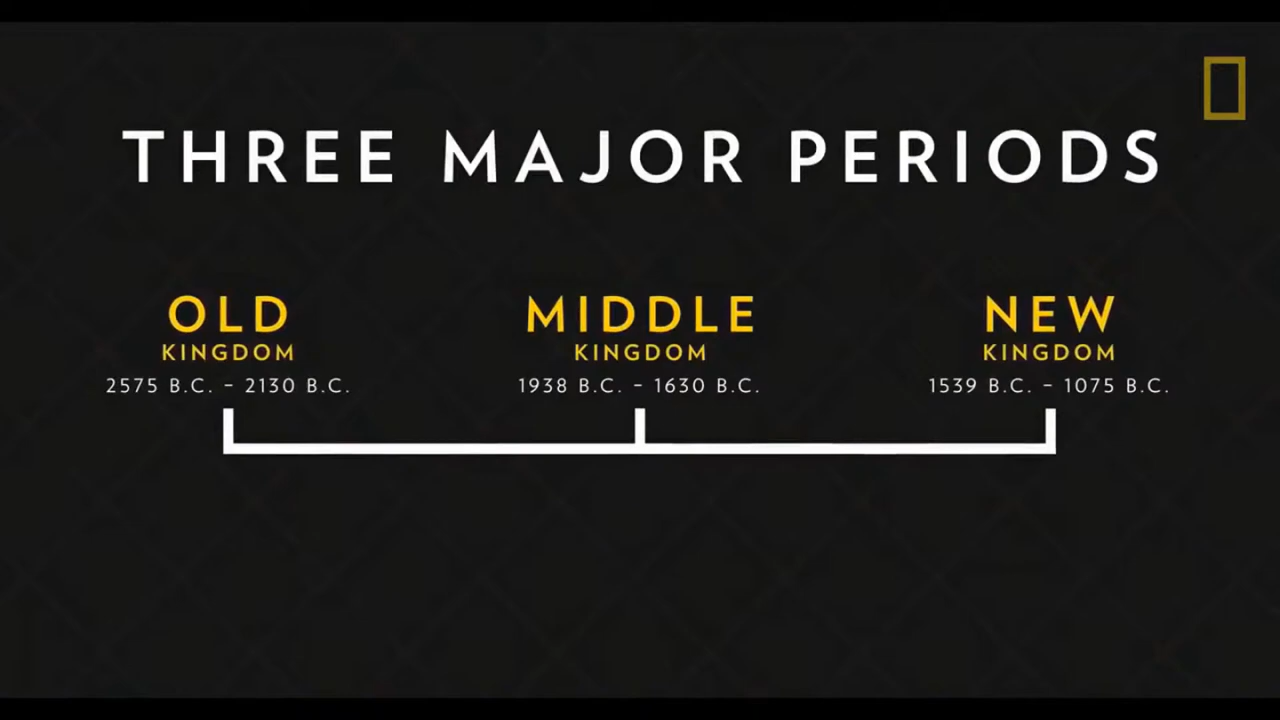 THREE MAJOR PERIODS
OLD
KINGDOM
2575 B.C. – 2130 B.C.
MIDDLE
KINGDOM
1938 B.C. – 1630 B.C.
NEW
KINGDOM
1539 B.C. – 1075 B.C.